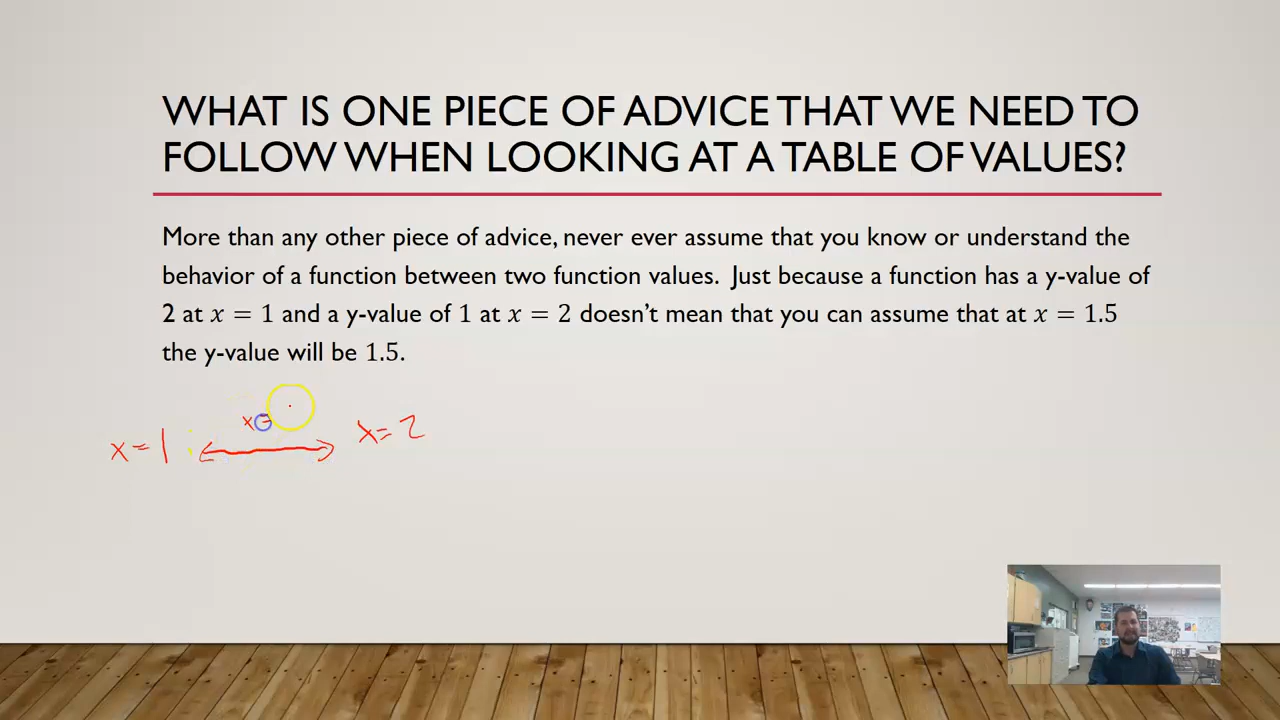 WHAT IS ONE PIECE OF ADVICE THAT WE NEED TO
FOLLOW WHEN LOOKING AT A TABLE OF VALUES?
More than any other piece of advice, never ever assume that you know or understand the
behavior of a function between two function values. Just because a function has a y-value of
2 at x = 1 and a y-value of 1 at x = 2 doesn't mean that you can assume that at x = 1.5
the y-value will be 1.5.
x =
x = 1
x = 2